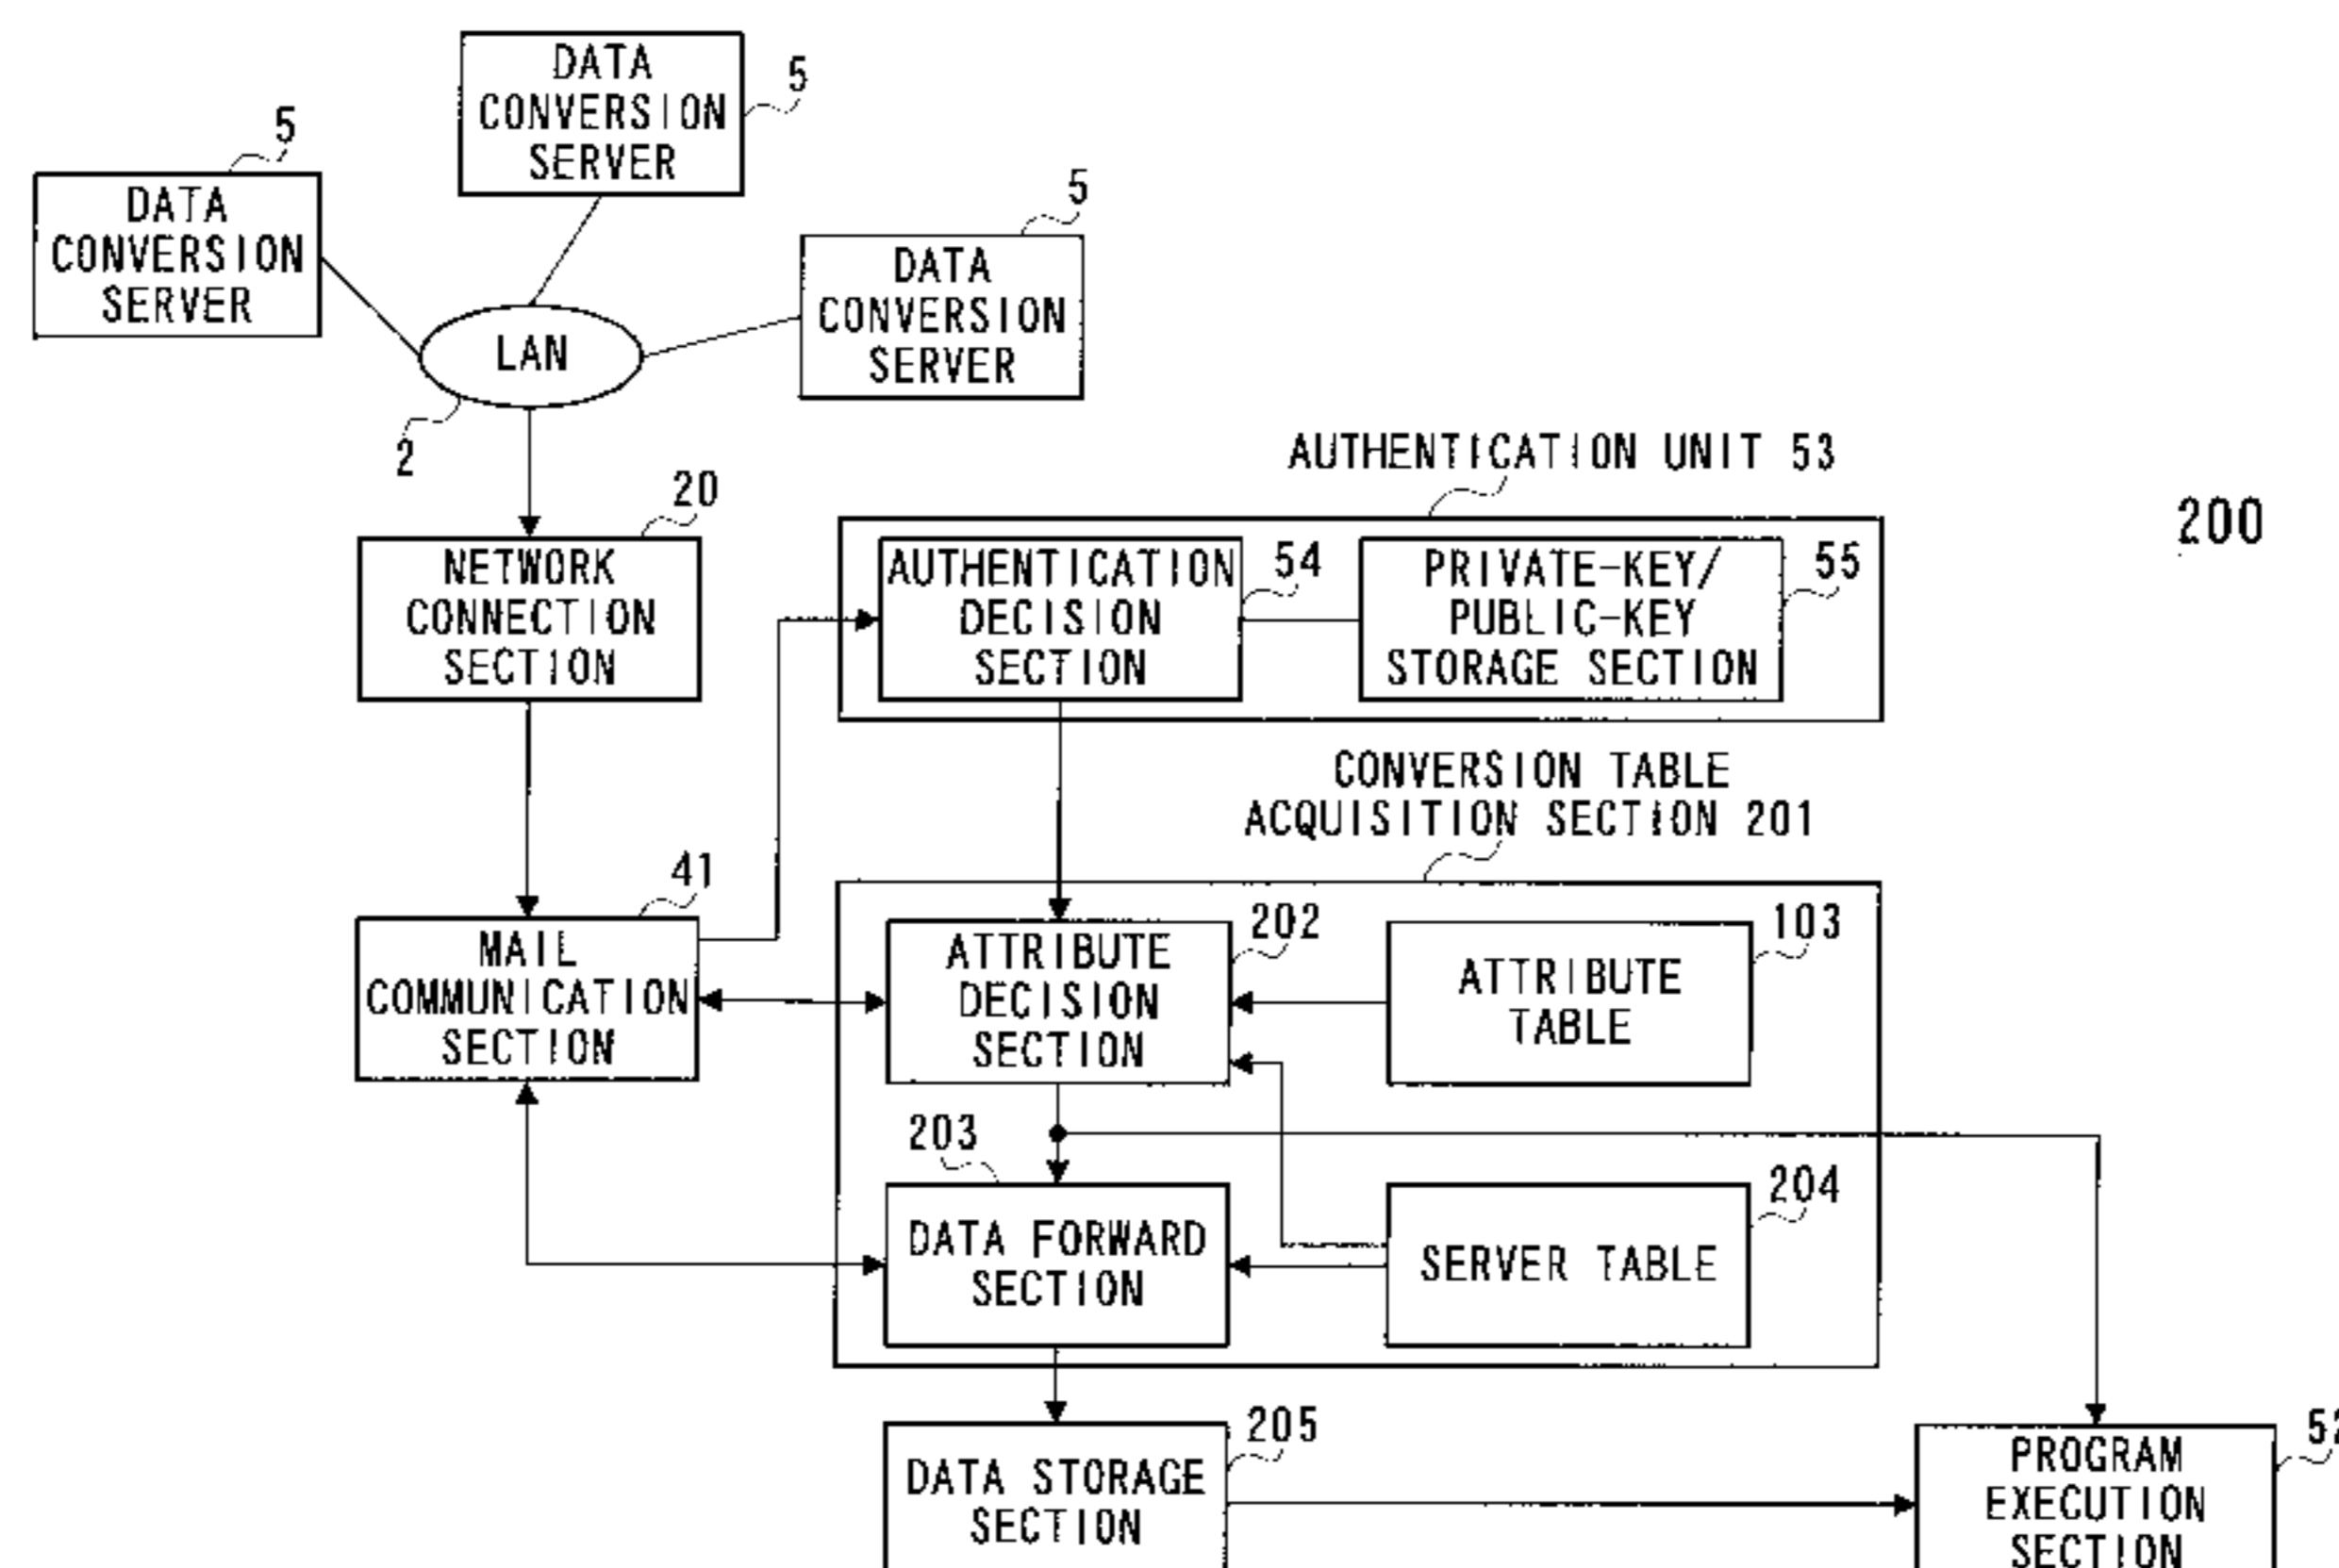 DATA
CONVERSION
SERVER
5
5
DATA
CONVERSION
SERVER
5
DATA
CONVERSION
SERVER
LAN
2
AUTHENTICATION UNIT 53
20
200
NETWORK
CONNECTION
SECTION
AUTHENTICATION
DECISION
SECTION
54
PRIVATE-KEY/
PUBLIC-KEY
STORAGE SECTION
55
CONVERSION TABLE
ACQUISITION SECTION 201
41
MAIL
COMMUNICATION
SECTION
ATTRIBUTE
DECISION
SECTION
202
ATTRIBUTE
TABLE
103
203
DATA FORWARD
SECTION
SERVER TABLE
204
DATA STORAGE
SECTION
205
PROGRAM
EXECUTION
SECTION
52